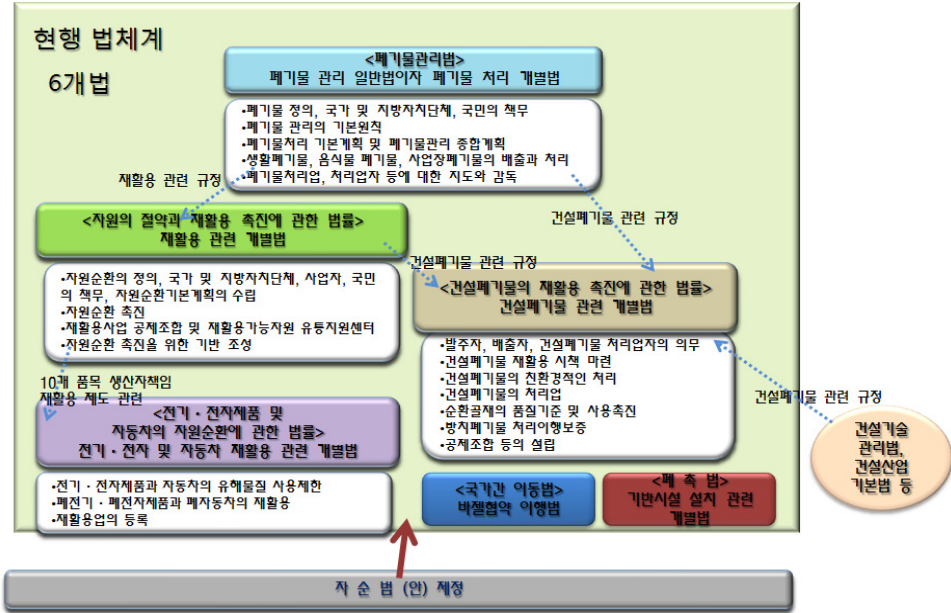 현행 법체계
6개법
<폐기물관리법>
폐기물 관리 일반법이자 폐기물 처리 개별법
•폐기물 정의, 국가 및 지방자치단체, 국민의 책무
•폐기물 관리의 기본원칙
•폐기물처리 기본계획 및 폐기물관리 종합계획
•생활폐기물, 음식물 폐기물, 사업장폐기물의 배출과 처리
•폐기물처리업, 처리업자 등에 대한 지도와 감독
재활용 관련 규정
건설폐기물 관련 규정
<자원의 절약과 재활용 촉진에 관한 법률>
재활용 관련 개별법
건설폐기물 관련 규정
•자원순환의 정의, 국가 및 지방자치단체, 사업자, 국민
의 책무, 자원순환기본계획의 수립
•자원순환 촉진
•재활용사업 공제조합 및 재활용가능자원 유통지원센터
•자원순환 촉진을 위한 기반 조성
<건설폐기물의 재활용 촉진에 관한 법률>
건설폐기물 관련 개별법
•발주자, 배출자, 건설폐기물 처리업자의 의무
•건설폐기물 재활용 시책 마련
•건설폐기물의 친환경적인 처리
•건설폐기물의 처리업
•순환골재의 품질기준 및 사용촉진
•방치폐기물 처리이행보증
•공제조합 등의 설립
건설폐기물 관련 규정
건설기술
관리법,
건설산업
기본법 등
10개 품목 생산자책임
재활용 제도 관련
<전기·전자제품 및
자동차의 자원순환에 관한 법률>
전기·전자 및 자동차 재활용 관련 개별법
•전기·전자제품과 자동차의 유해물질 사용제한
•폐전기·폐전자제품과 폐자동차의 재활용
•재활용업의 등록
<국가간 이동법>
바젤협약 이행법
<폐 촉 법>
기반시설 설치 관련
개별법
자 순 법 (안) 제정